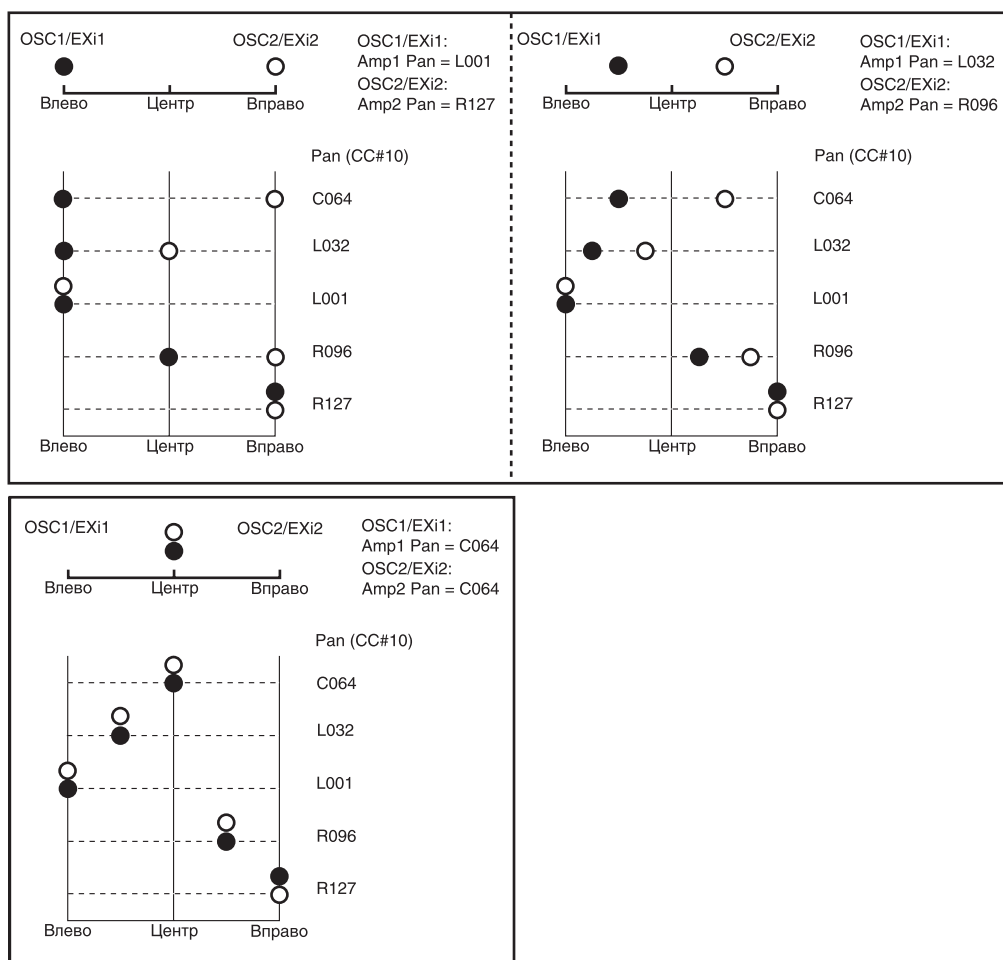 OSC1/EXi1
OSC2/EXi2
OSC1/EXi1:
Amp1 Pan = L001
OSC2/EXi2:
Amp2 Pan = R127
Влево
Центр
Вправо
Pan (CC#10)
C064
L032
L001
R096
R127
Влево
Центр
Вправо
OSC1/EXi1
OSC2/EXi2
OSC1/EXi1:
Amp1 Pan = L032
OSC2/EXi2:
Amp2 Pan = R096
Влево
Центр
Вправо
Pan (CC#10)
C064
L032
L001
R096
R127
Влево
Центр
Вправо
OSC1/EXi1
OSC2/EXi2
OSC1/EXi1:
Amp1 Pan = C064
OSC2/EXi2:
Amp2 Pan = C064
Влево
Центр
Вправо
Pan (CC#10)
C064
L032
L001
R096
R127
Влево
Центр
Вправо